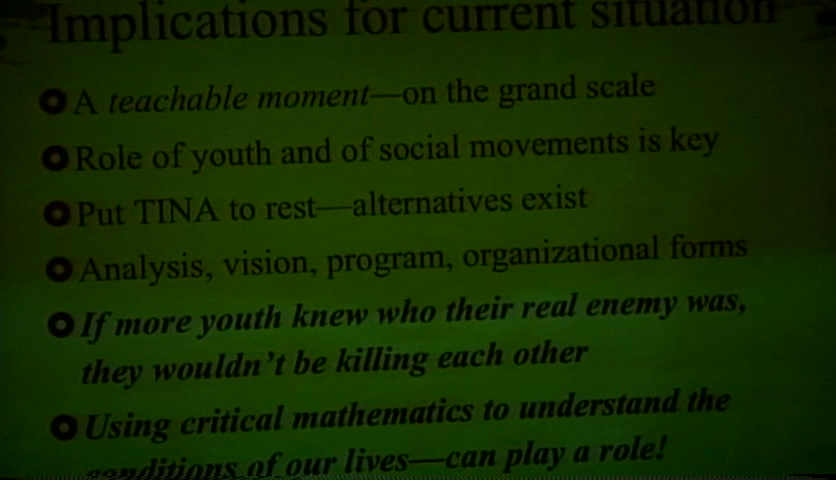 Implications for current situation
A teachable moment—on the grand scale
Role of youth and of social movements is key
Put TINA to rest—alternatives exist
Analysis, vision, program, organizational forms
If more youth knew who their real enemy was,
they wouldn't be killing each other
Using critical mathematics to understand the
conditions of our lives—can play a role!